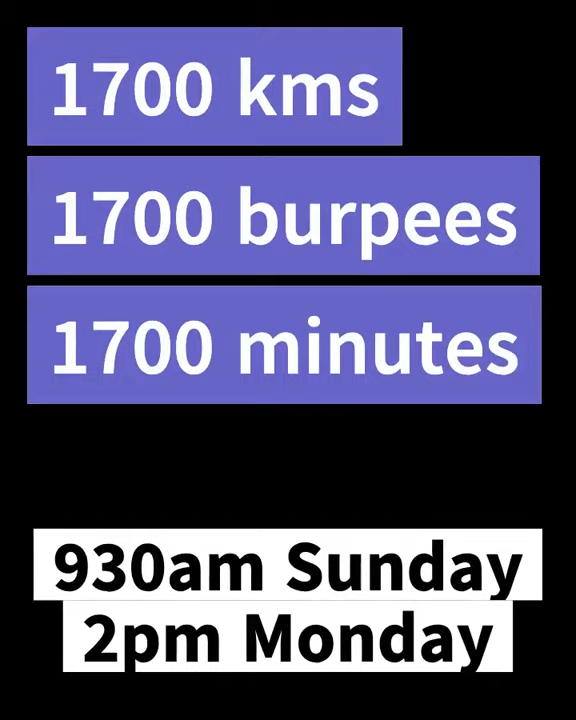 1700 kms
1700 burpees
1700 minutes
930am Sunday
2pm Monday